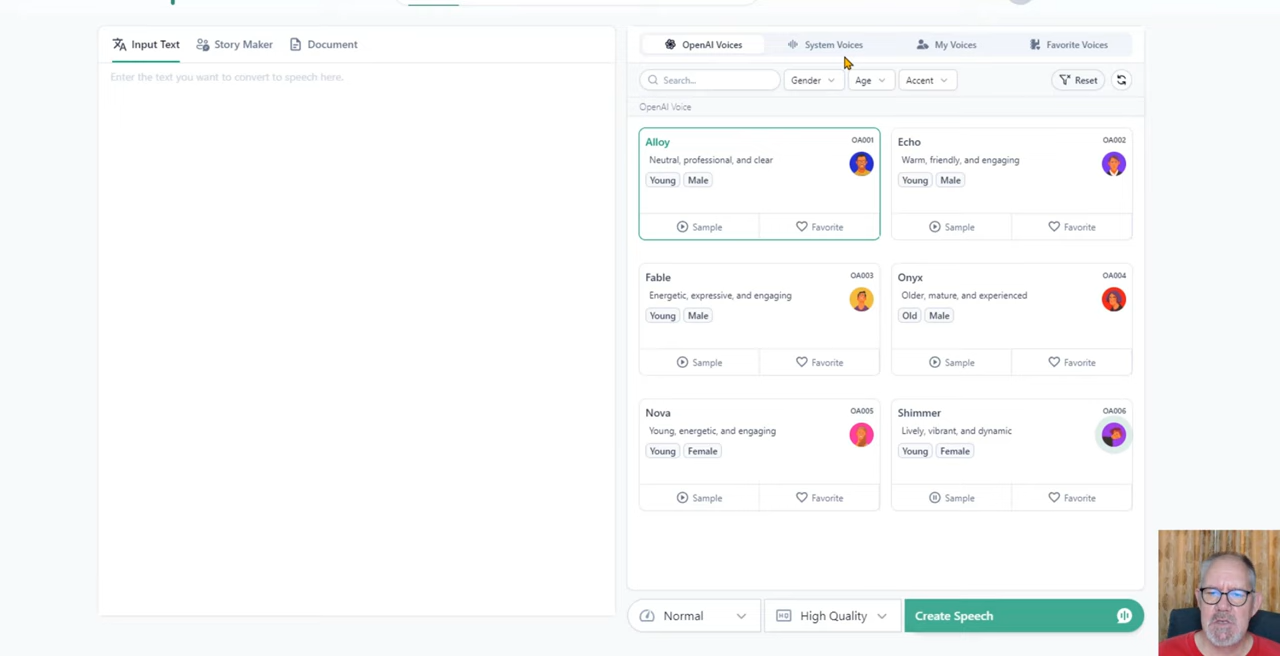 Input Text Story Maker Document
Enter the text you want to convert to speech here.
OpenAI Voices System Voices My Voices Favorite Voices
Search... Gender Age Accent Reset
OpenAI Voice
Alloy OA001
Neutral, professional, and clear
Young Male
Sample Favorite
Echo OA002
Warm, friendly, and engaging
Young Male
Sample Favorite
Fable OA003
Energetic, expressive, and engaging
Young Male
Sample Favorite
Onyx OA004
Older, mature, and experienced
Old Male
Sample Favorite
Nova OA005
Young, energetic, and engaging
Young Female
Sample Favorite
Shimmer OA006
Lively, vibrant, and dynamic
Young Female
Sample Favorite
Normal HQ High Quality Create Speech